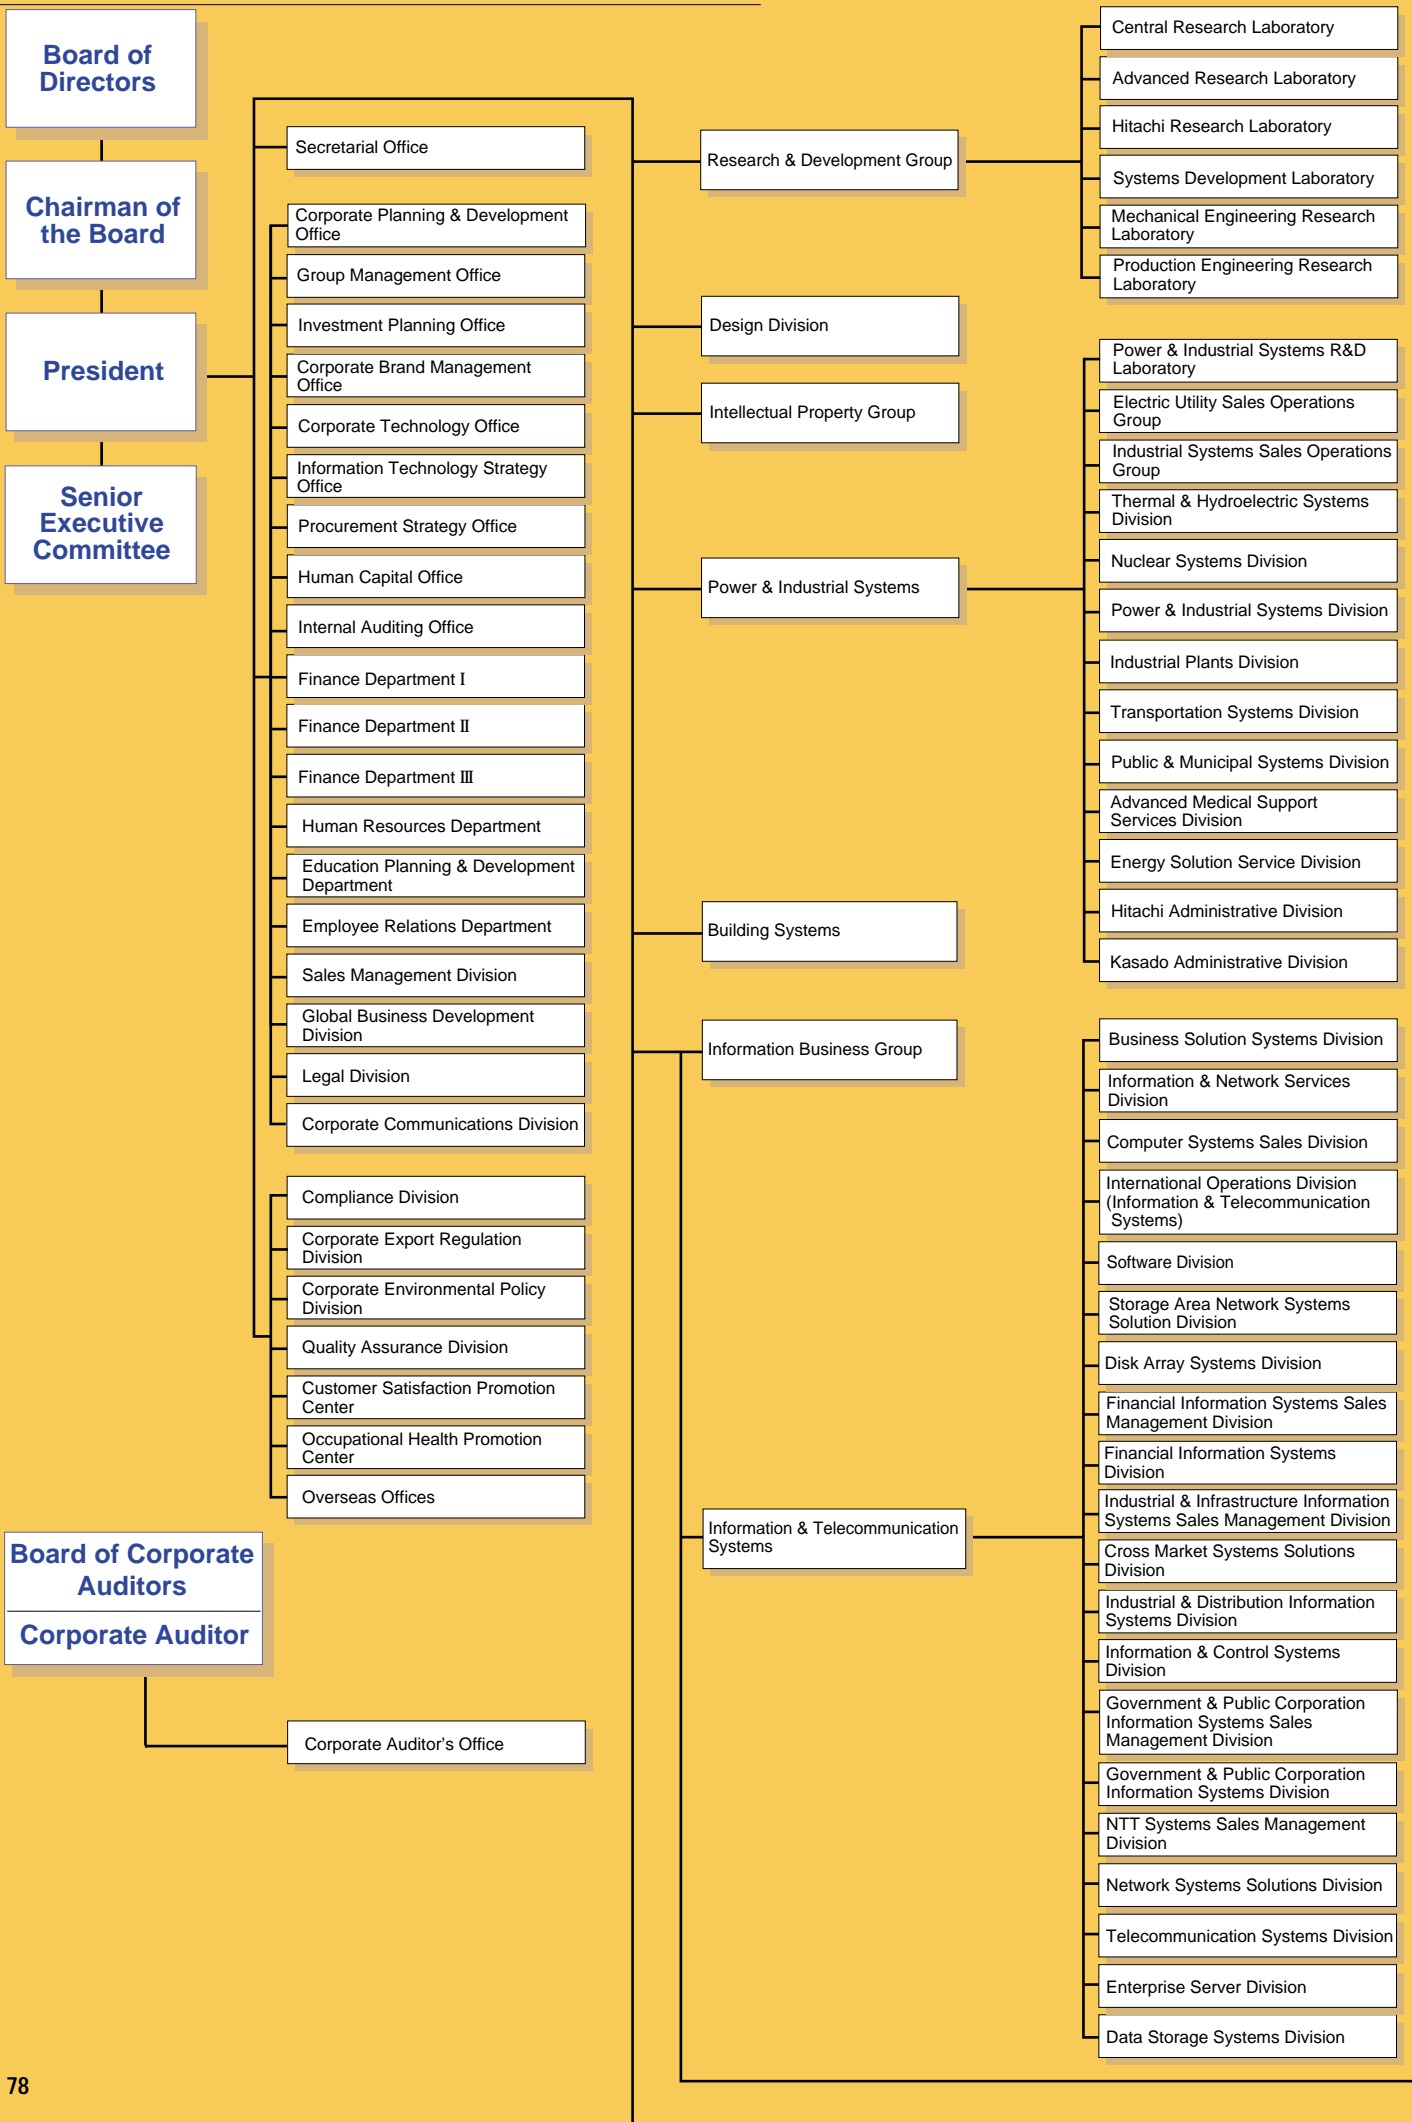 Board of
Directors
Chairman of
the Board
President
Senior
Executive
Committee
Board of Corporate
Auditors
Corporate Auditor
Secretarial Office
Corporate Planning & Development
Office
Group Management Office
Investment Planning Office
Corporate Brand Management
Office
Corporate Technology Office
Information Technology Strategy
Office
Procurement Strategy Office
Human Capital Office
Internal Auditing Office
Finance Department I
Finance Department II
Finance Department III
Human Resources Department
Education Planning & Development
Department
Employee Relations Department
Sales Management Division
Global Business Development
Division
Legal Division
Corporate Communications Division
Compliance Division
Corporate Export Regulation
Division
Corporate Environmental Policy
Division
Quality Assurance Division
Customer Satisfaction Promotion
Center
Occupational Health Promotion
Center
Overseas Offices
Corporate Auditor's Office
Research & Development Group
Design Division
Intellectual Property Group
Power & Industrial Systems
Building Systems
Information Business Group
Information & Telecommunication
Systems
Central Research Laboratory
Advanced Research Laboratory
Hitachi Research Laboratory
Systems Development Laboratory
Mechanical Engineering Research
Laboratory
Production Engineering Research
Laboratory
Power & Industrial Systems R&D
Laboratory
Electric Utility Sales Operations
Group
Industrial Systems Sales Operations
Group
Thermal & Hydroelectric Systems
Division
Nuclear Systems Division
Power & Industrial Systems Division
Industrial Plants Division
Transportation Systems Division
Public & Municipal Systems Division
Advanced Medical Support
Services Division
Energy Solution Service Division
Hitachi Administrative Division
Kasado Administrative Division
Business Solution Systems Division
Information & Network Services
Division
Computer Systems Sales Division
International Operations Division
(Information & Telecommunication
Systems)
Software Division
Storage Area Network Systems
Solution Division
Disk Array Systems Division
Financial Information Systems Sales
Management Division
Financial Information Systems
Division
Industrial & Infrastructure Information
Systems Sales Management Division
Cross Market Systems Solutions
Division
Industrial & Distribution Information
Systems Division
Information & Control Systems
Division
Government & Public Corporation
Information Systems Sales
Management Division
Government & Public Corporation
Information Systems Division
NTT Systems Sales Management
Division
Network Systems Solutions Division
Telecommunication Systems Division
Enterprise Server Division
Data Storage Systems Division
78